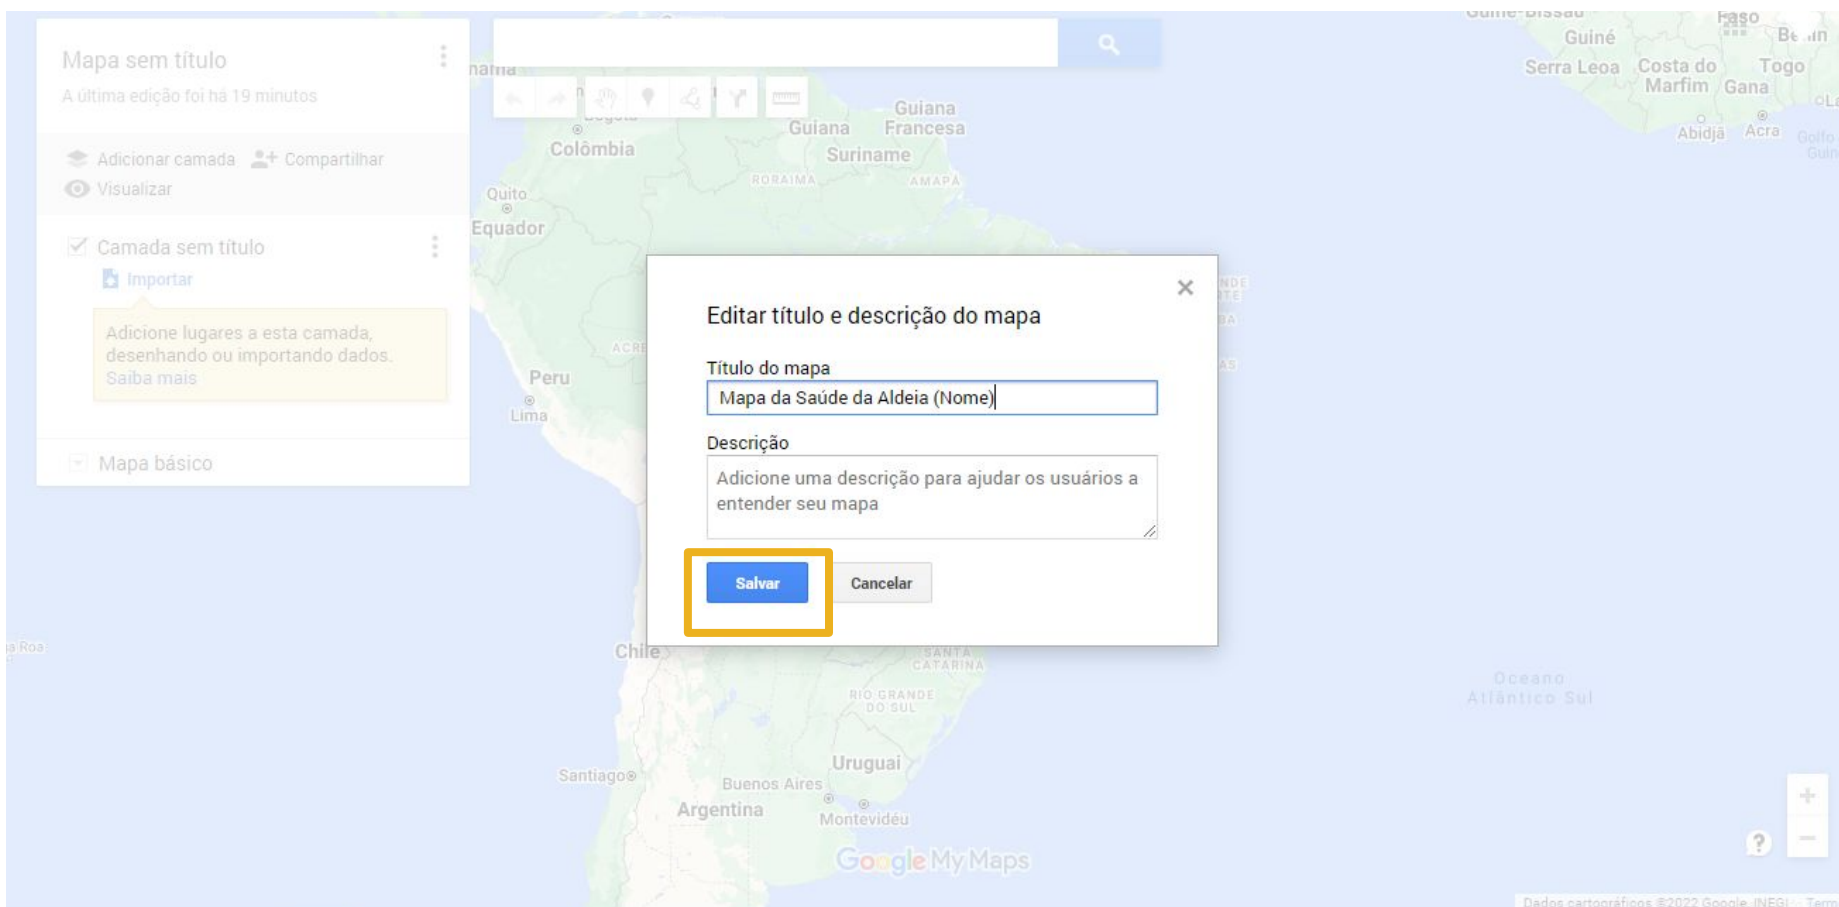 Mapa sem título
A última edição foi há 19 minutos
Adicionar camada Compartilhar
Visualizar
Camada sem título
Importar
Adicione lugares a esta camada,
desenhando ou importando dados.
Saiba mais
Mapa básico
Editar título e descrição do mapa
Título do mapa
Mapa da Saúde da Aldeia (Nome)
Descrição
Adicione uma descrição para ajudar os usuários a
entender seu mapa
Salvar Cancelar
Colômbia
Guiana
Guiana
Francesa
Suriname
RORAIMA
AMAPÁ
Quito
Equador
Peru
Lima
Chile
SANTA
CATARINA
RIO GRANDE
DO SUL
Uruguai
Santiago
Buenos Aires
Argentina
Montevidéu
Guiné
Serra Leoa
Costa do
Marfim
Togo
Gana
Abidjã
Acra
Oceano
Atlântico Sul
Google My Maps
?
Dados cartográficos ©2022 Google, INEGI